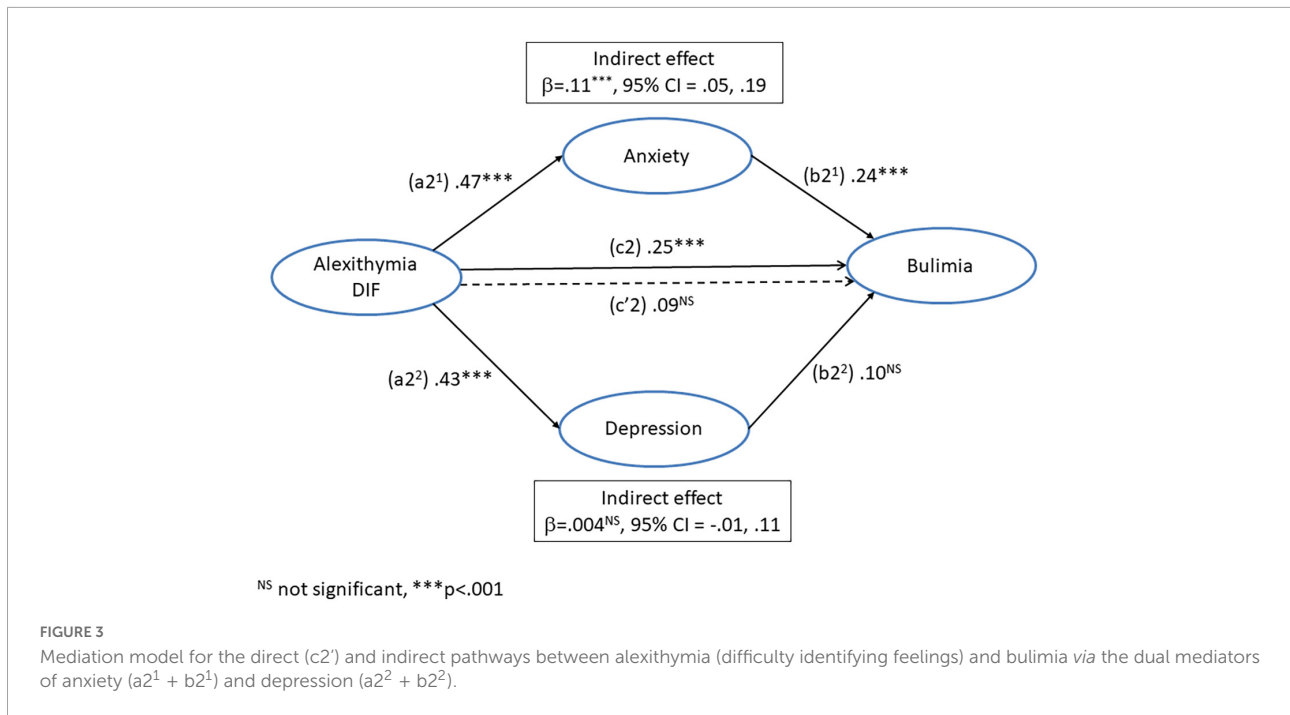 Indirect effect
β=.11***, 95% CI = .05, .19
Anxiety
(a2¹) .47***
(b2¹) .24***
(c2) .25***
Alexithymia
DIF
Bulimia
(c’2) .09ᴺˢ
(a2²) .43***
(b2²) .10ᴺˢ
Depression
Indirect effect
β=.004ᴺˢ, 95% CI = -.01, .11
ᴺˢ not significant, ***p<.001
FIGURE 3
Mediation model for the direct (c2’) and indirect pathways between alexithymia (difficulty identifying feelings) and bulimia via the dual mediators
of anxiety (a2¹ + b2¹) and depression (a2² + b2²).